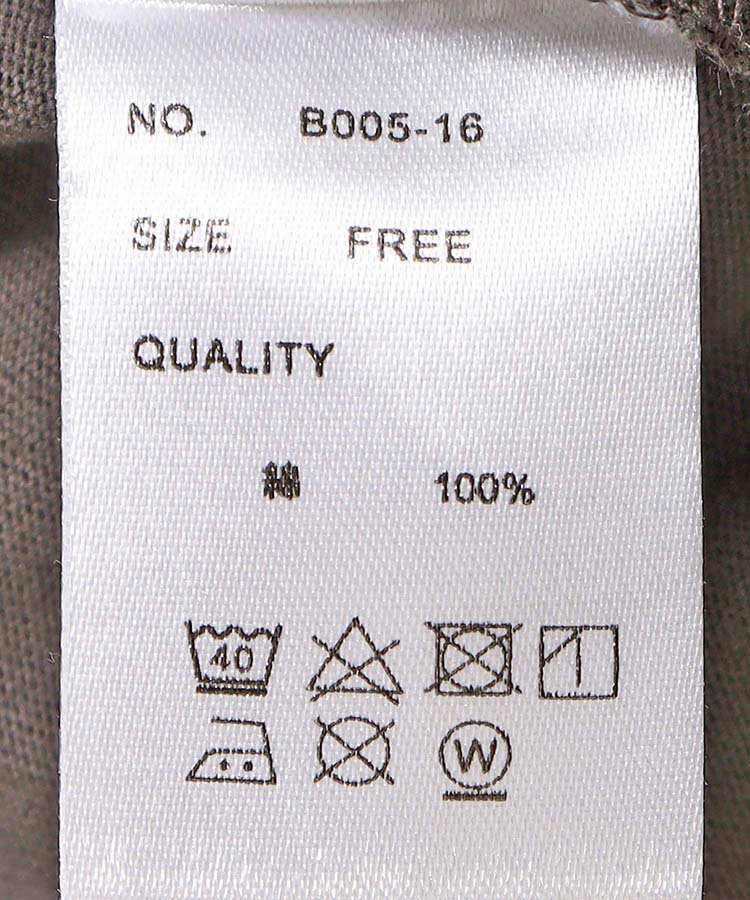 NO. B005-16
SIZE FREE
QUALITY
綿 100%
40
W